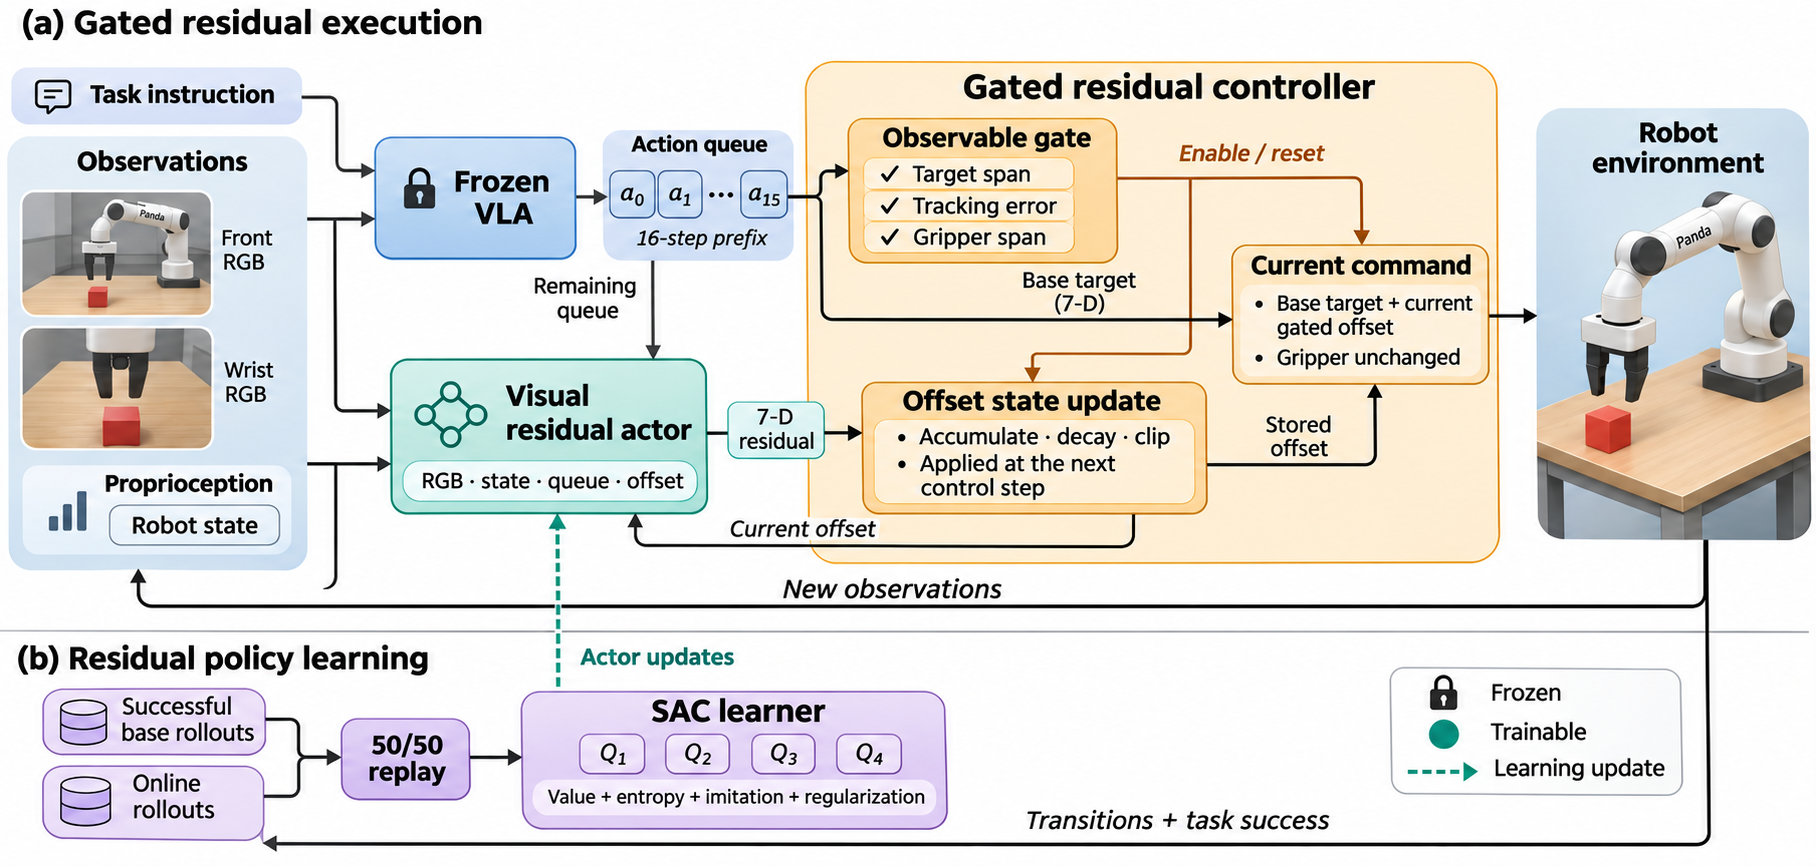 (a) Gated residual execution
Task instruction
Observations
Panda
Front
RGB
Wrist
RGB
Proprioception
Robot state
Frozen
VLA
Action queue
a0 a1 ··· a15
16-step prefix
Remaining
queue
Visual
residual actor
RGB · state · queue · offset
7-D
residual
Gated residual controller
Observable gate
✓ Target span
✓ Tracking error
✓ Gripper span
Enable / reset
Base target
(7-D)
Current command
• Base target + current
gated offset
• Gripper unchanged
Offset state update
• Accumulate · decay · clip
• Applied at the next
control step
Stored
offset
Current offset
Robot
environment
Panda
New observations
(b) Residual policy learning
Actor updates
Successful
base rollouts
Online
rollouts
50/50
replay
SAC learner
Q1 Q2 Q3 Q4
Value + entropy + imitation + regularization
Frozen
Trainable
Learning update
Transitions + task success